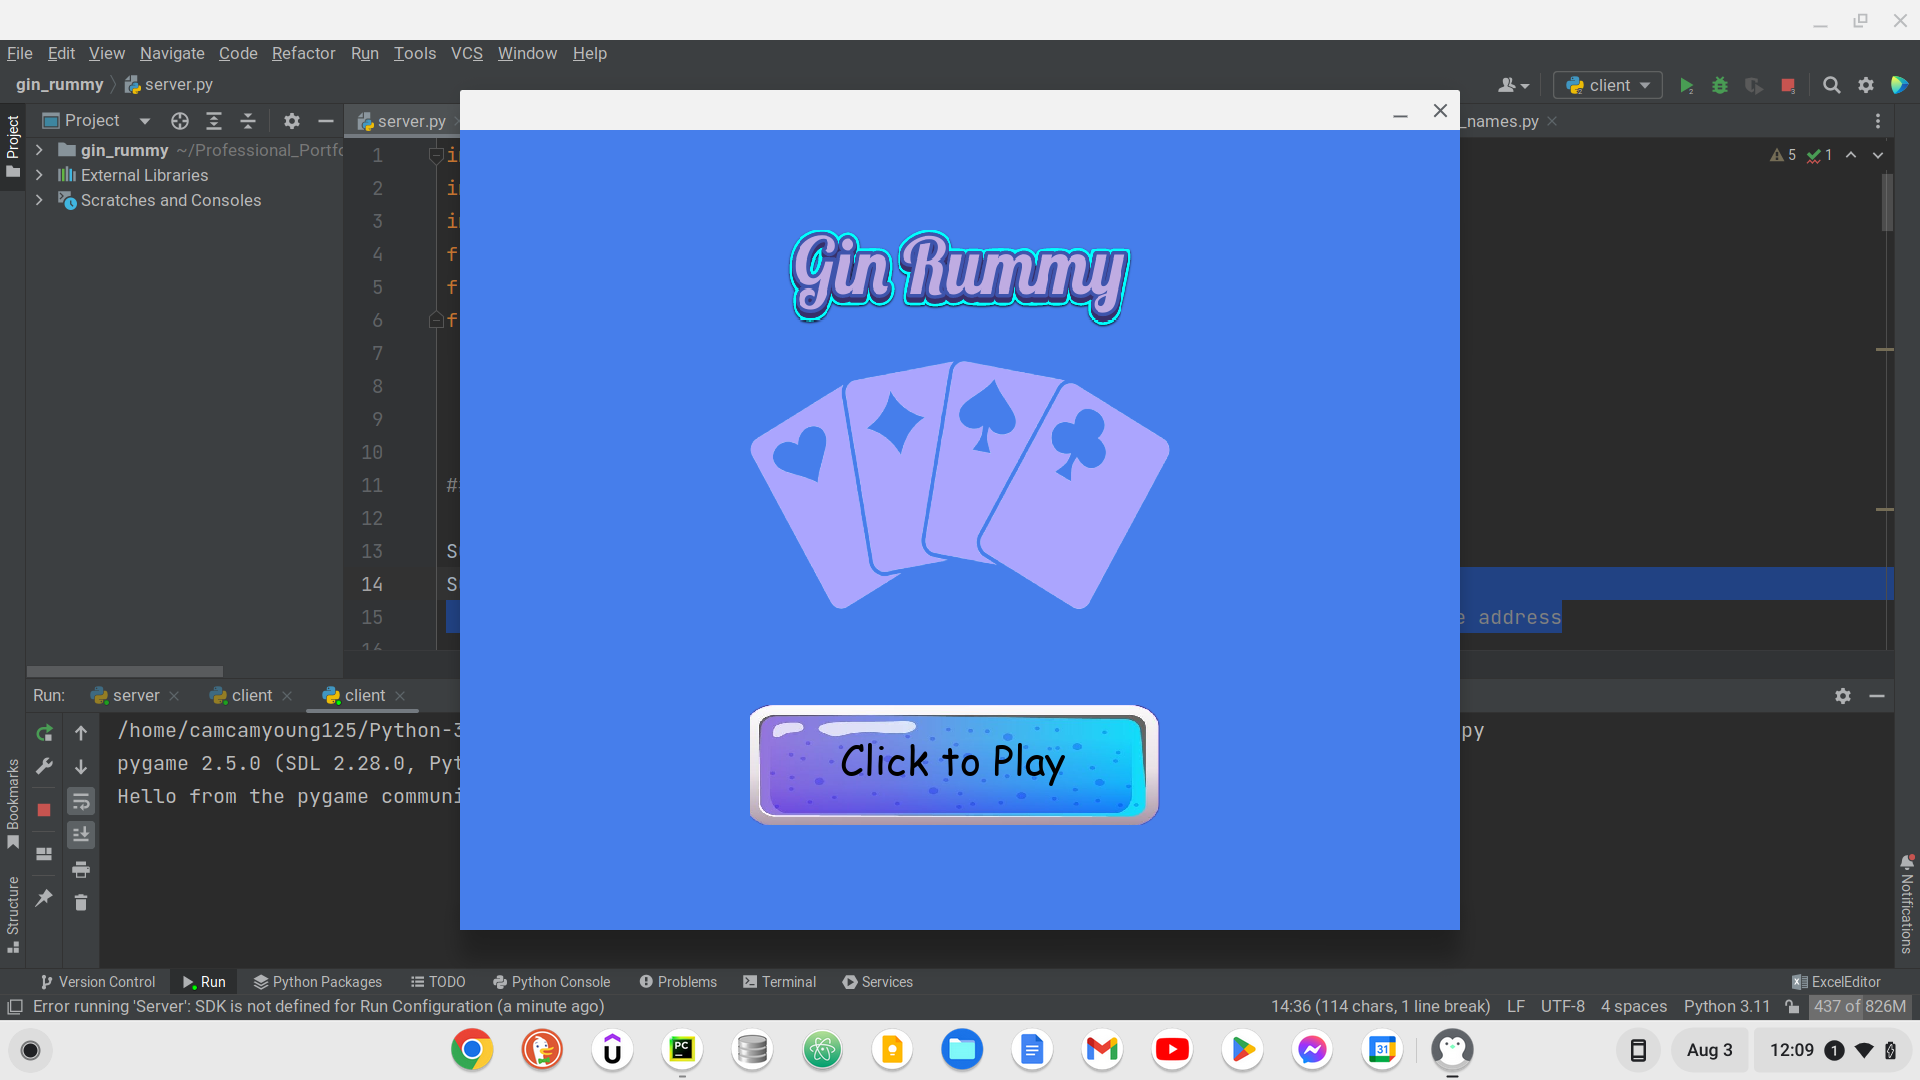 File Edit View Navigate Code Refactor Run Tools VCS Window Help
gin_rummy server.py
client
Project
server.py
_names.py
Project
gin_rummy ~/Professional_Portfo
External Libraries
Scratches and Consoles
5 1
1 i
2 i
3 i
4 f
5 f
6 f
7
8
9
10
11 #
12
13 S
14 S
15 e address
16
Gin Rummy
Click to Play
Run: server client client
/home/camcamyoung125/Python-3 py
pygame 2.5.0 (SDL 2.28.0, Pyt
Hello from the pygame communi
Bookmarks
Structure
Notifications
Version Control Run Python Packages TODO Python Console Problems Terminal Services ExcelEditor
Error running 'Server': SDK is not defined for Run Configuration (a minute ago) 14:36 (114 chars, 1 line break) LF UTF-8 4 spaces Python 3.11 437 of 826M
PC
31
Aug 3 12:09 1